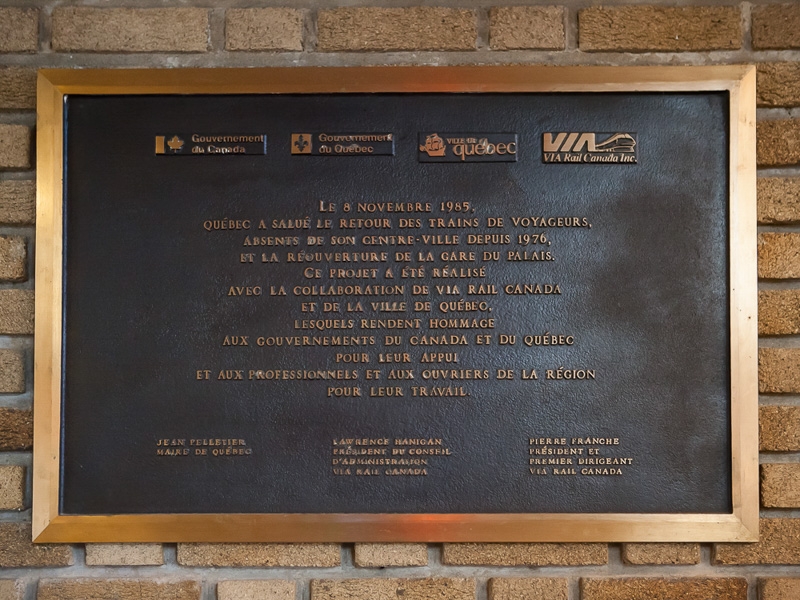 Gouvernement
du Canada
Gouvernement
du Québec
VILLE DE
québec
VIA
VIA Rail Canada Inc.
LE 8 NOVEMBRE 1985,
QUÉBEC A SALUÉ LE RETOUR DES TRAINS DE VOYAGEURS,
ABSENTS DE SON CENTRE-VILLE DEPUIS 1976,
ET LA RÉOUVERTURE DE LA GARE DU PALAIS.
CE PROJET A ÉTÉ RÉALISÉ
AVEC LA COLLABORATION DE VIA RAIL CANADA
ET DE LA VILLE DE QUÉBEC,
LESQUELS RENDENT HOMMAGE
AUX GOUVERNEMENTS DU CANADA ET DU QUÉBEC
POUR LEUR APPUI
ET AUX PROFESSIONNELS ET AUX OUVRIERS DE LA RÉGION
POUR LEUR TRAVAIL.
JEAN PELLETIER
MAIRE DE QUÉBEC
LAWRENCE HANIGAN
PRÉSIDENT DU CONSEIL
D'ADMINISTRATION
VIA RAIL CANADA
PIERRE FRANCHE
PRÉSIDENT ET
PREMIER DIRIGEANT
VIA RAIL CANADA